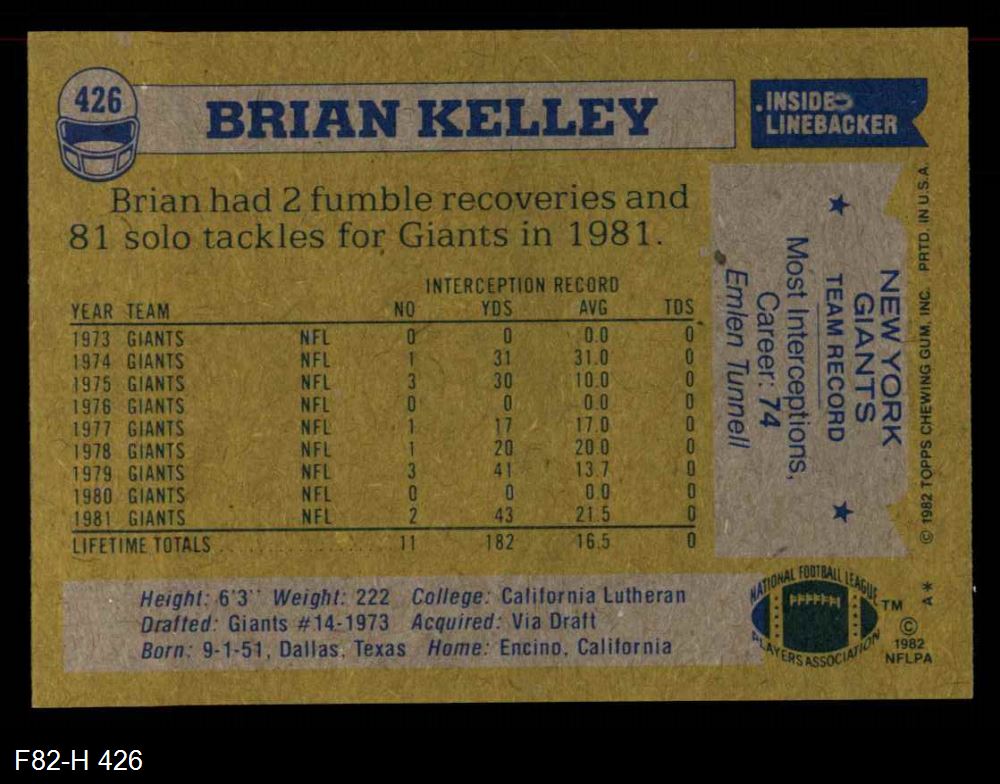 426
BRIAN KELLEY
INSIDE
LINEBACKER
Brian had 2 fumble recoveries and
81 solo tackles for Giants in 1981.
INTERCEPTION RECORD
YEAR TEAM NO YDS AVG TDS
1973 GIANTS NFL 0 0 0.0 0
1974 GIANTS NFL 1 31 31.0 0
1975 GIANTS NFL 3 30 10.0 0
1976 GIANTS NFL 0 0 0.0 0
1977 GIANTS NFL 1 17 17.0 0
1978 GIANTS NFL 1 20 20.0 0
1979 GIANTS NFL 3 41 13.7 0
1980 GIANTS NFL 0 0 0.0 0
1981 GIANTS NFL 2 43 21.5 0
LIFETIME TOTALS 11 182 16.5 0
Height: 6'3" Weight: 222 College: California Lutheran
Drafted: Giants #14-1973 Acquired: Via Draft
Born: 9-1-51, Dallas, Texas Home: Encino, California
NEW YORK
GIANTS
★ TEAM RECORD ★
Most Interceptions,
Career: 74
Emlen Tunnell
© 1982 TOPPS CHEWING GUM, INC. PRTD. IN U.S.A.
A*
NATIONAL FOOTBALL LEAGUE
PLAYERS ASSOCIATION
TM
©
1982
NFLPA
F82-H 426